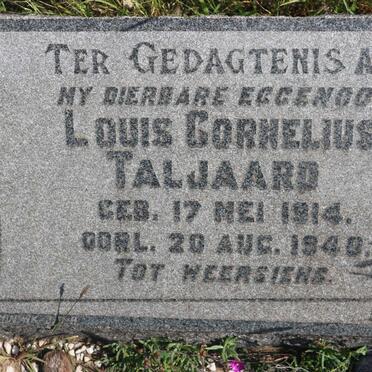 TER GEDAGTENIS A
MY DIERBARE EGGENOO
LOUIS CORNELIUS
TALJAARD
GEB. 17 MEI 1914.
OORL. 20 AUG. 1940.
TOT WEERSIENS.